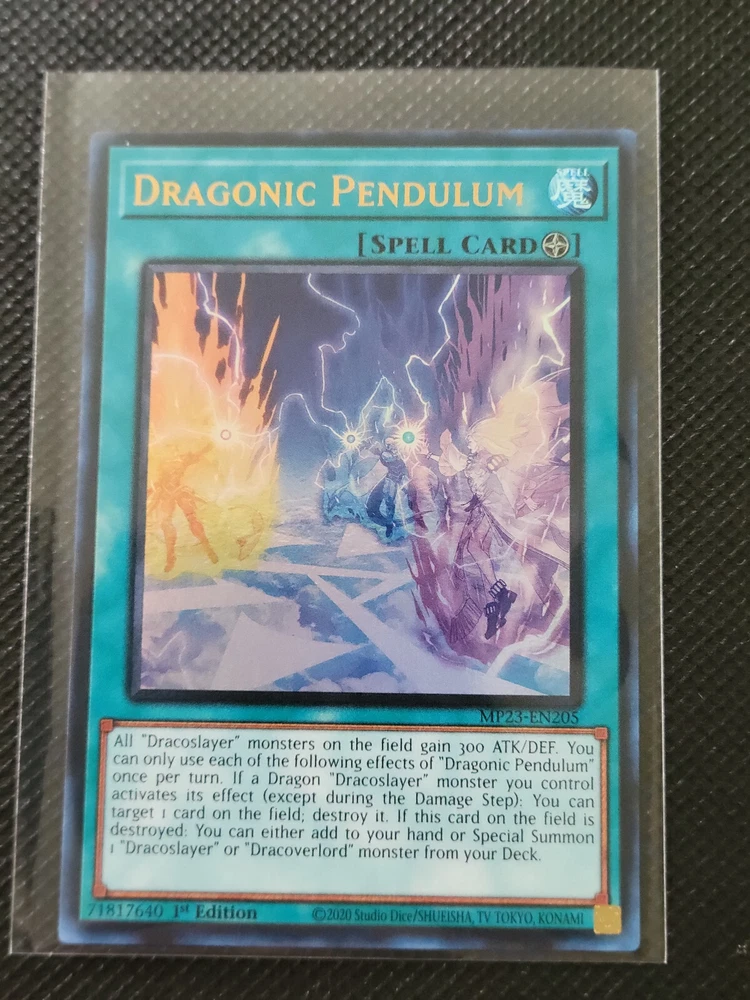 DRAGONIC PENDULUM
SPELL
魔
[SPELL CARD]
MP23-EN205
All "Dracoslayer" monsters on the field gain 300 ATK/DEF. You
can only use each of the following effects of "Dragonic Pendulum"
once per turn. If a Dragon "Dracoslayer" monster you control
activates its effect (except during the Damage Step): You can
target 1 card on the field; destroy it. If this card on the field is
destroyed: You can either add to your hand or Special Summon
1 "Dracoslayer" or "Dracoverlord" monster from your Deck.
71817640 1st Edition ©2020 Studio Dice/SHUEISHA, TV TOKYO, KONAMI